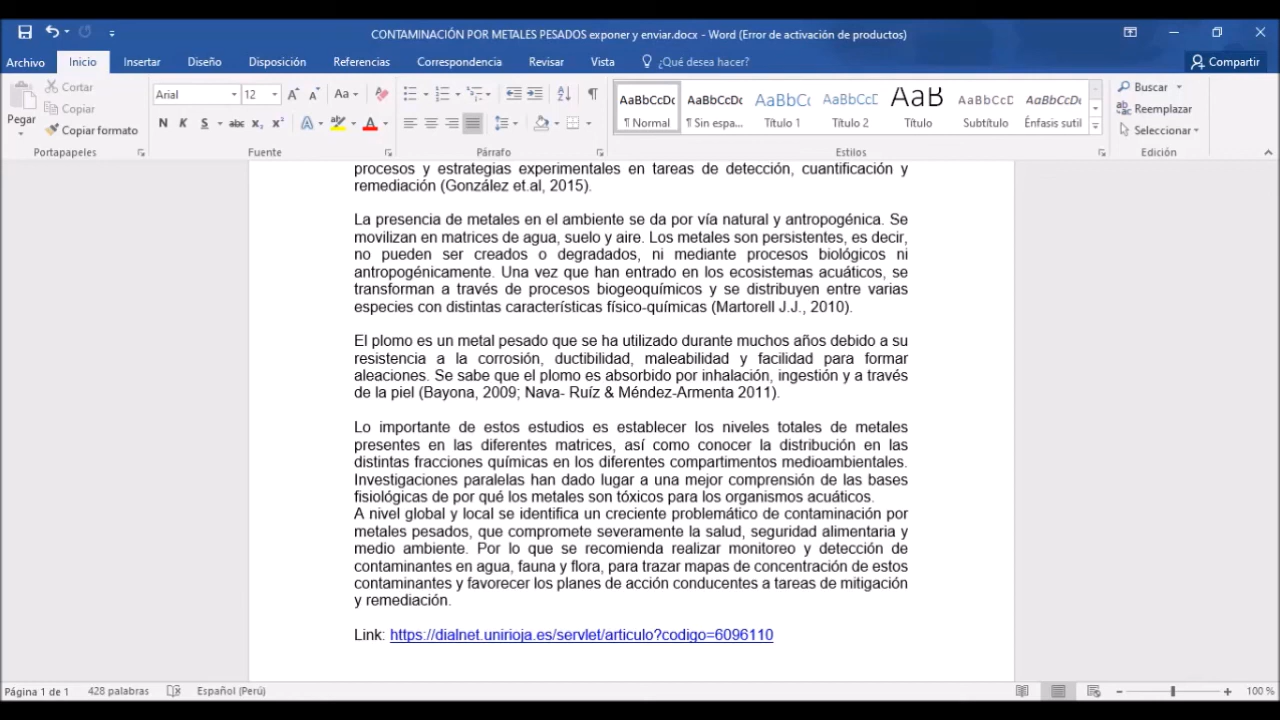 CONTAMINACIÓN POR METALES PESADOS exponer y enviar.docx - Word (Error de activación de productos)
Archivo Inicio Insertar Diseño Disposición Referencias Correspondencia Revisar Vista ¿Qué desea hacer? Compartir
Cortar
Copiar
Copiar formato
Pegar
Portapapeles
Arial 12
Aa
N K S abc x₂ x²
Fuente
Párrafo
AaBbCcDc AaBbCcDc AaBbCc AaBbCcD AaB AaBbCcD AaBbCcDc
¶ Normal ¶ Sin espa... Título 1 Título 2 Título Subtítulo Énfasis sutil
Estilos
Buscar
Reemplazar
Seleccionar
Edición
procesos y estrategias experimentales en tareas de detección, cuantificación y
remediación (González et.al, 2015).
La presencia de metales en el ambiente se da por vía natural y antropogénica. Se
movilizan en matrices de agua, suelo y aire. Los metales son persistentes, es decir,
no pueden ser creados o degradados, ni mediante procesos biológicos ni
antropogénicamente. Una vez que han entrado en los ecosistemas acuáticos, se
transforman a través de procesos biogeoquímicos y se distribuyen entre varias
especies con distintas características físico-químicas (Martorell J.J., 2010).
El plomo es un metal pesado que se ha utilizado durante muchos años debido a su
resistencia a la corrosión, ductibilidad, maleabilidad y facilidad para formar
aleaciones. Se sabe que el plomo es absorbido por inhalación, ingestión y a través
de la piel (Bayona, 2009; Nava- Ruíz & Méndez-Armenta 2011).
Lo importante de estos estudios es establecer los niveles totales de metales
presentes en las diferentes matrices, así como conocer la distribución en las
distintas fracciones químicas en los diferentes compartimentos medioambientales.
Investigaciones paralelas han dado lugar a una mejor comprensión de las bases
fisiológicas de por qué los metales son tóxicos para los organismos acuáticos.
A nivel global y local se identifica un creciente problemático de contaminación por
metales pesados, que compromete severamente la salud, seguridad alimentaria y
medio ambiente. Por lo que se recomienda realizar monitoreo y detección de
contaminantes en agua, fauna y flora, para trazar mapas de concentración de estos
contaminantes y favorecer los planes de acción conducentes a tareas de mitigación
y remediación.
Link: https://dialnet.unirioja.es/servlet/articulo?codigo=6096110
Página 1 de 1 428 palabras Español (Perú) 100 %